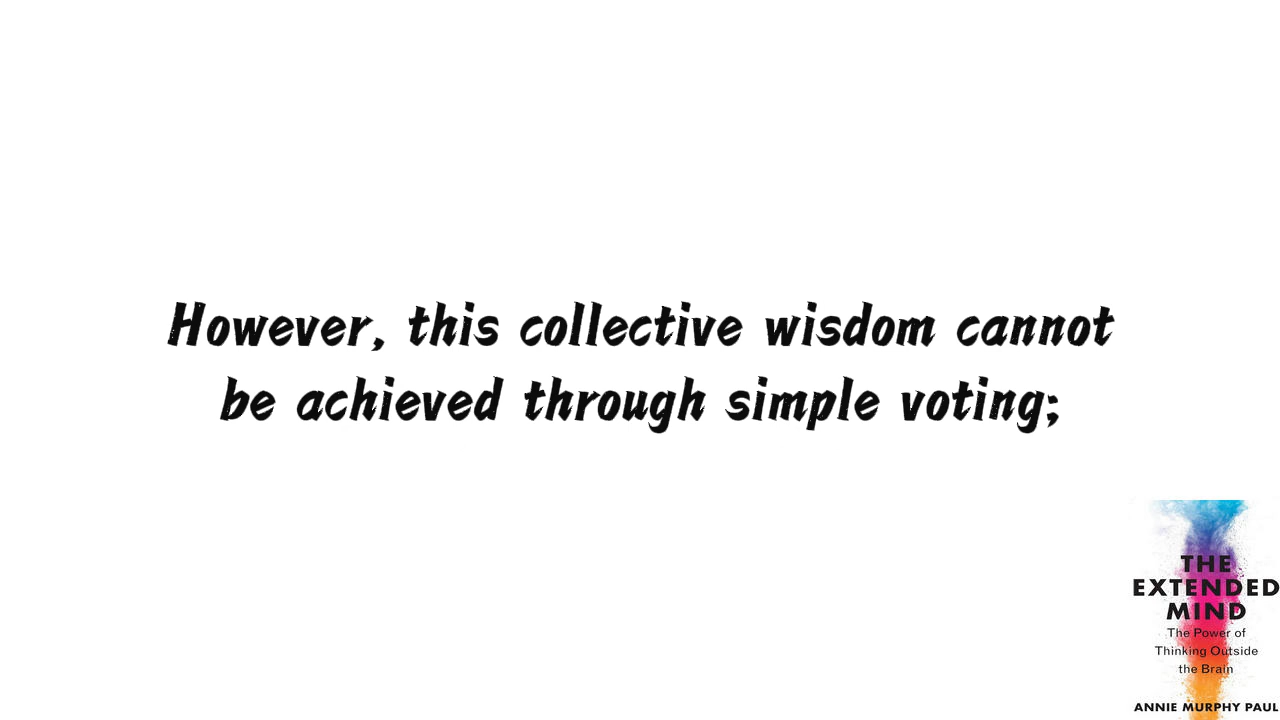 However, this collective wisdom cannot
be achieved through simple voting;
THE
EXTENDED
MIND
The Power of
Thinking Outside
the Brain
ANNIE MURPHY PAUL